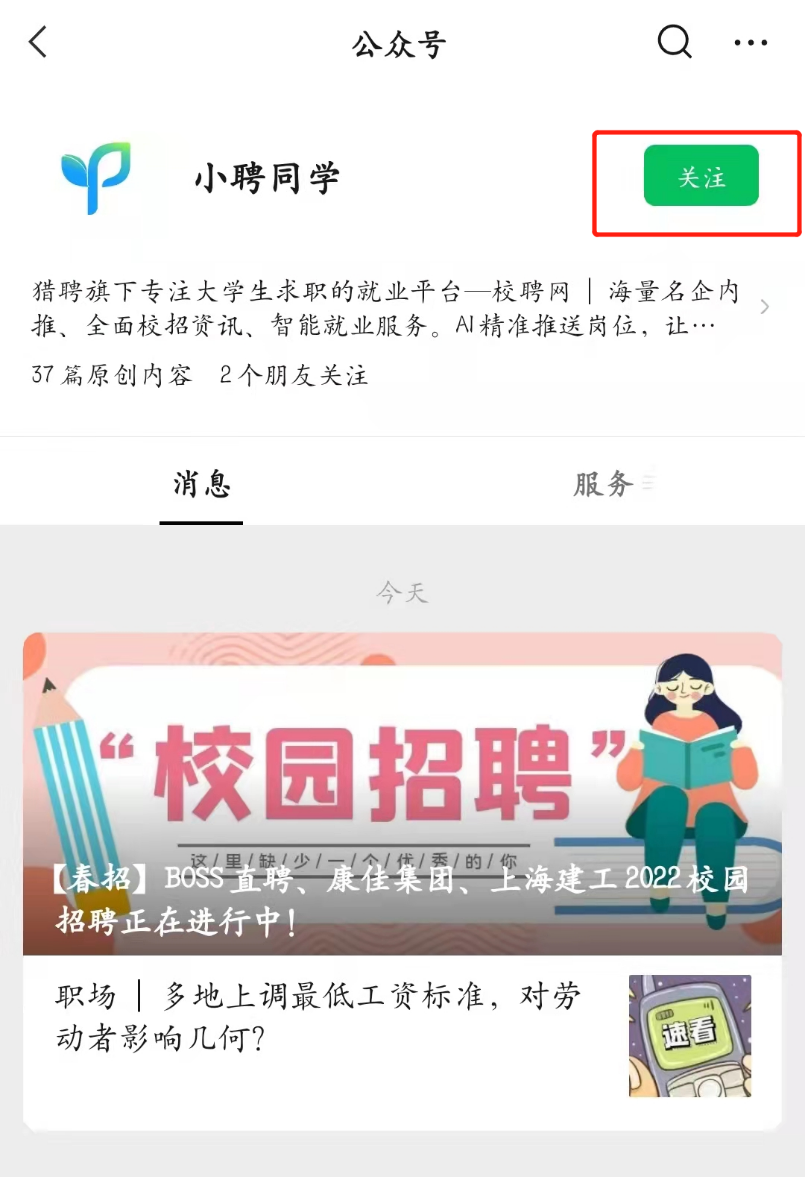 公众号
小聘同学
关注
猎聘旗下专注大学生求职的就业平台—校聘网 | 海量名企内
推、全面校招资讯、智能就业服务。AI精准推送岗位，让…
37篇原创内容 2个朋友关注
消息
服务
今天
“校园招聘”
这/里/缺/少/一/个/优/秀/的/你
【春招】BOSS直聘、康佳集团、上海建工2022校园
招聘正在进行中!
职场 | 多地上调最低工资标准，对劳
动者影响几何?
速看